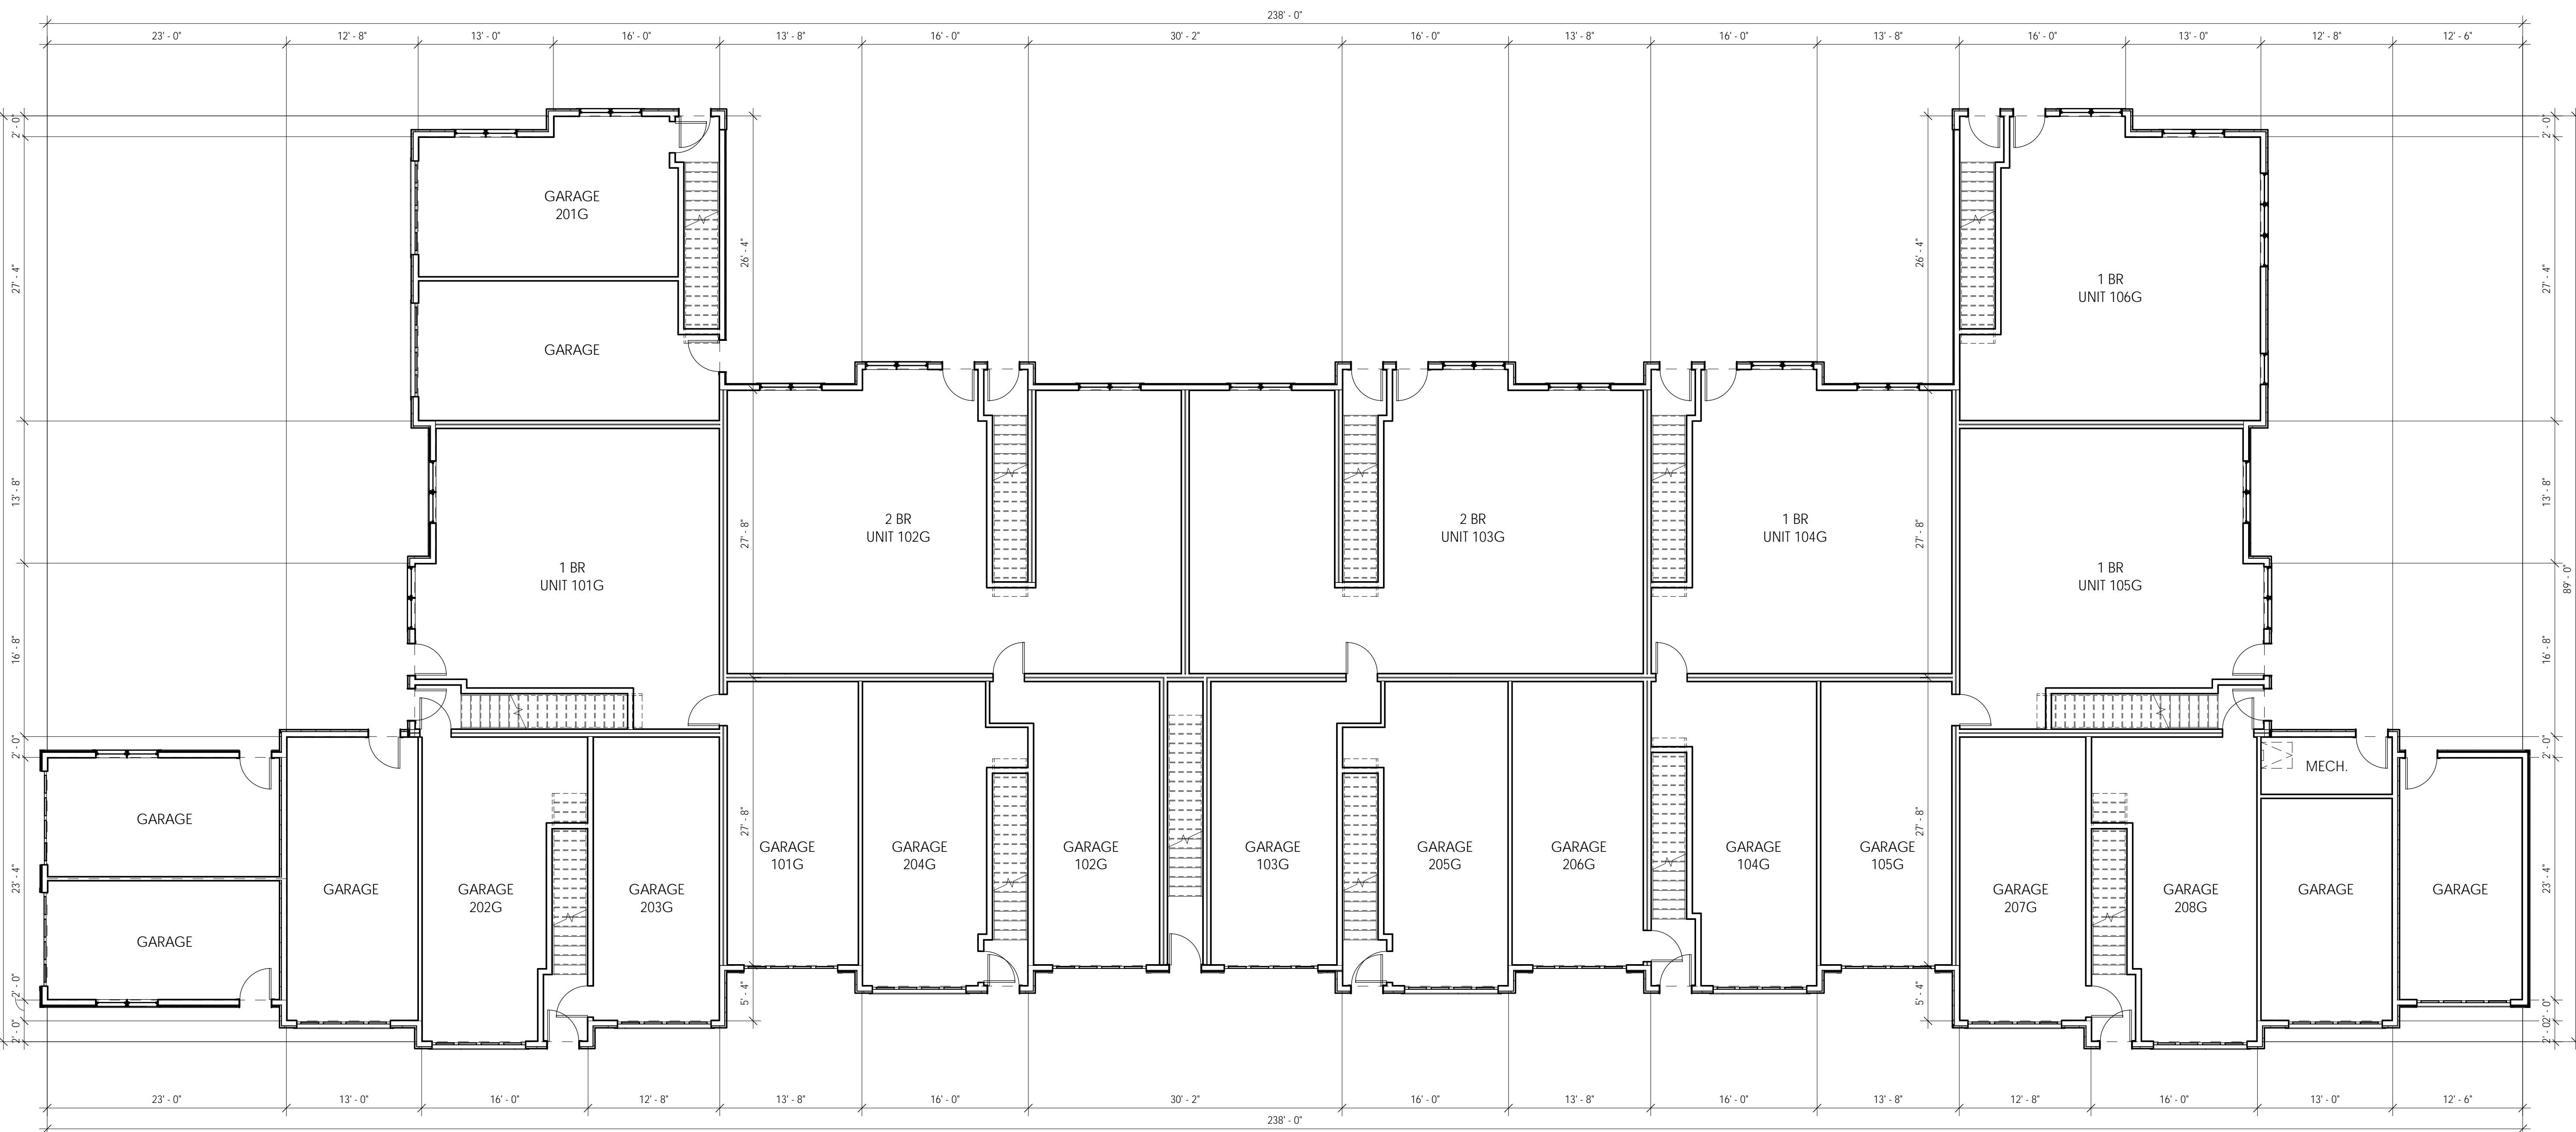 238' - 0"
23' - 0"
12' - 8"
13' - 0"
16' - 0"
13' - 8"
16' - 0"
30' - 2"
16' - 0"
13' - 8"
16' - 0"
13' - 8"
16' - 0"
13' - 0"
12' - 8"
12' - 6"
2' - 0"
27' - 4"
13' - 8"
16' - 8"
2' - 0"
23' - 4"
2' - 0"
2' - 0"
GARAGE
201G
GARAGE
26' - 4"
26' - 4"
1 BR
UNIT 106G
2' - 0"
27' - 4"
13' - 8"
16' - 8"
2' - 0"
23' - 4"
2' - 0"
2' - 0"
89' - 0"
1 BR
UNIT 101G
27' - 8"
2 BR
UNIT 102G
2 BR
UNIT 103G
1 BR
UNIT 104G
27' - 8"
1 BR
UNIT 105G
MECH.
GARAGE
GARAGE
GARAGE
GARAGE
202G
GARAGE
203G
27' - 8"
5' - 4"
GARAGE
101G
GARAGE
204G
GARAGE
102G
GARAGE
103G
GARAGE
205G
GARAGE
206G
GARAGE
104G
GARAGE
105G
27' - 8"
5' - 4"
GARAGE
207G
GARAGE
208G
GARAGE
GARAGE
23' - 0"
13' - 0"
16' - 0"
12' - 8"
13' - 8"
16' - 0"
30' - 2"
16' - 0"
13' - 8"
16' - 0"
13' - 8"
12' - 8"
16' - 0"
13' - 0"
12' - 6"
238' - 0"